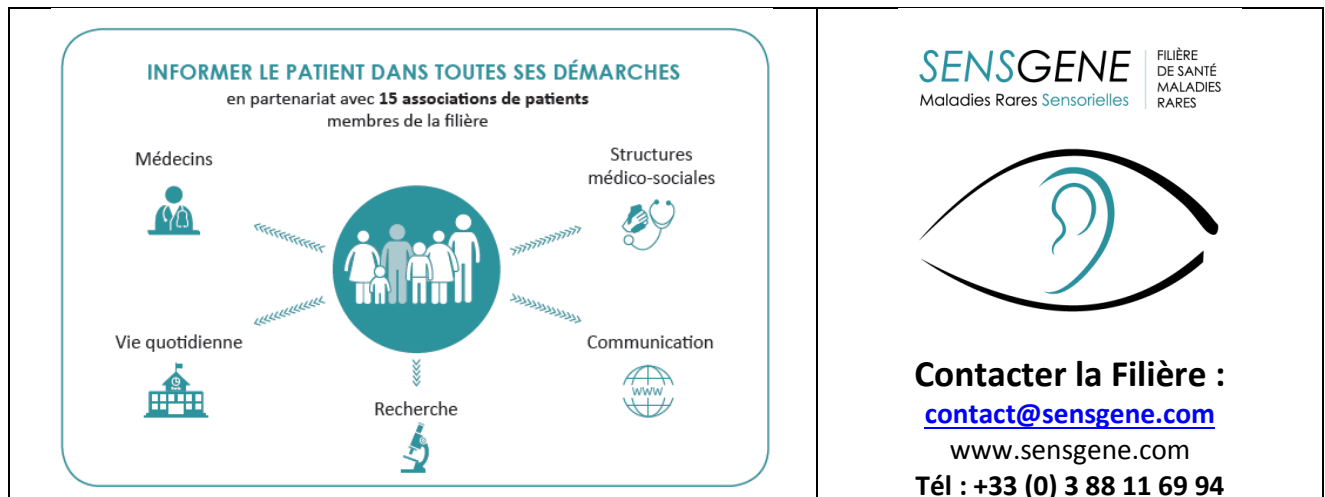 INFORMER LE PATIENT DANS TOUTES SES DÉMARCHES
en partenariat avec 15 associations de patients
membres de la filière
Médecins
Structures
médico-sociales
Vie quotidienne
Communication
WWW
Recherche
SENSGENE
Maladies Rares Sensorielles
FILIÈRE
DE SANTÉ
MALADIES
RARES
Contacter la Filière :
contact@sensgene.com
www.sensgene.com
Tél : +33 (0) 3 88 11 69 94